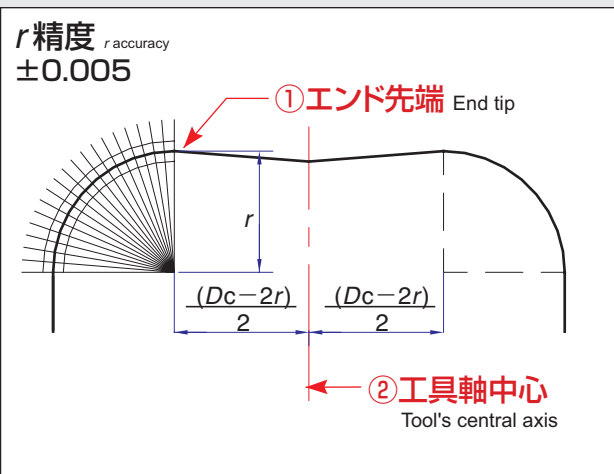 r精度 r accuracy
±0.005
①エンド先端 End tip
r
(Dc−2r)
2
(Dc−2r)
2
②工具軸中心
Tool's central axis